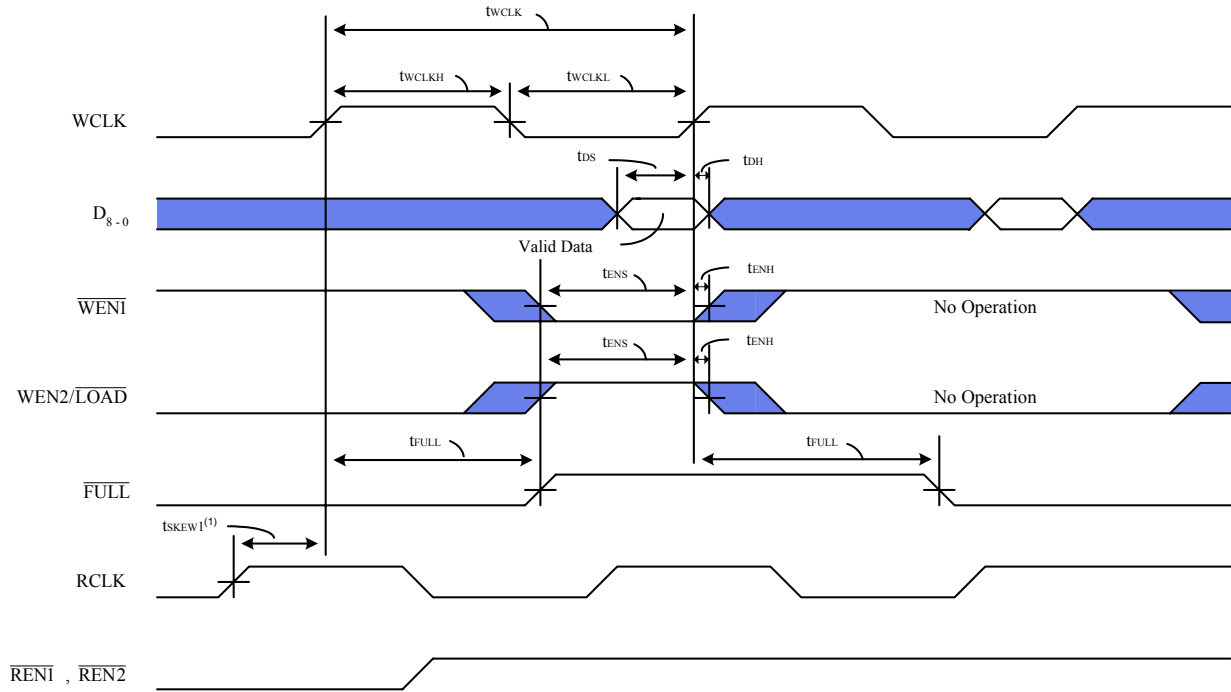 tWCLK
tWCLKH
tWCLKL
WCLK
tDS
tDH
D8-0
Valid Data
tENS
tENH
WEN1
No Operation
tENS
tENH
WEN2/LOAD
No Operation
tFULL
tFULL
FULL
tSKEW1(1)
RCLK
REN1 , REN2